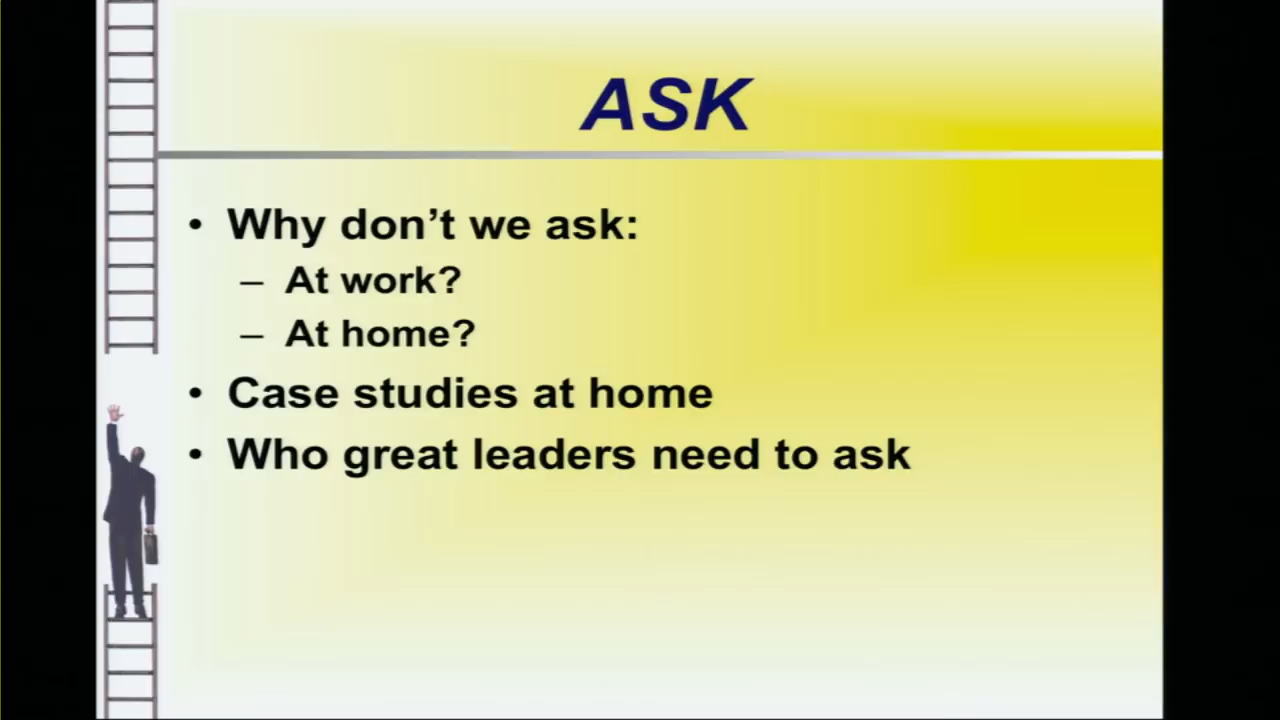 ASK
• Why don’t we ask:
– At work?
– At home?
• Case studies at home
• Who great leaders need to ask